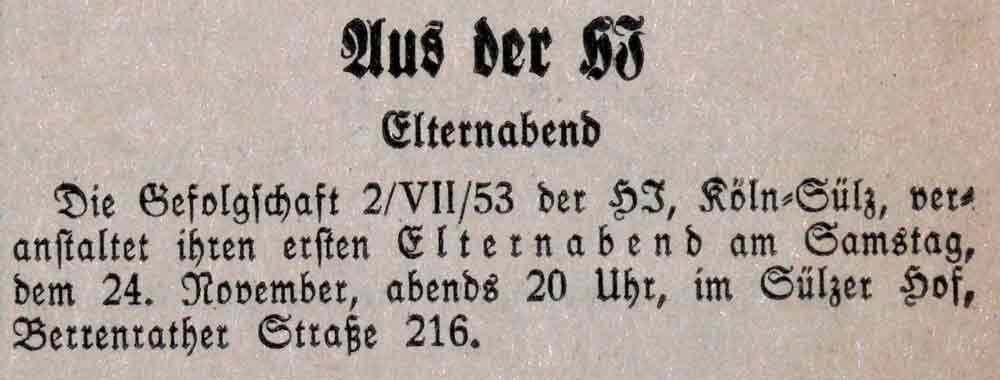 Aus der HJ
Elternabend
Die Gefolgschaft 2/VII/53 der HJ, Köln-Sülz, ver-
anstaltet ihren ersten Elternabend am Samstag,
dem 24. November, abends 20 Uhr, im Sülzer Hof,
Berrenrather Straße 216.